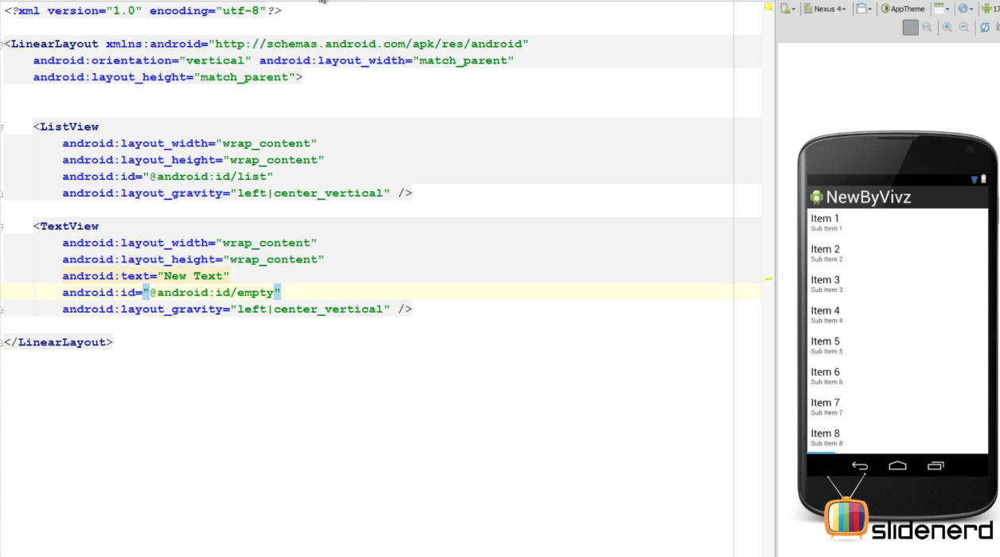 <?xml version="1.0" encoding="utf-8"?>
<LinearLayout xmlns:android="http://schemas.android.com/apk/res/android"
android:orientation="vertical" android:layout_width="match_parent"
android:layout_height="match_parent">
<ListView
android:layout_width="wrap_content"
android:layout_height="wrap_content"
android:id="@android:id/list"
android:layout_gravity="left|center_vertical" />
<TextView
android:layout_width="wrap_content"
android:layout_height="wrap_content"
android:text="New Text"
android:id="@android:id/empty"
android:layout_gravity="left|center_vertical" />
</LinearLayout>
Nexus 4 AppTheme 17
NewByVivz
Item 1
Sub Item 1
Item 2
Sub Item 2
Item 3
Sub Item 3
Item 4
Sub Item 4
Item 5
Sub Item 5
Item 6
Sub Item 6
Item 7
Sub Item 7
Item 8
Sub Item 8
slidenerd